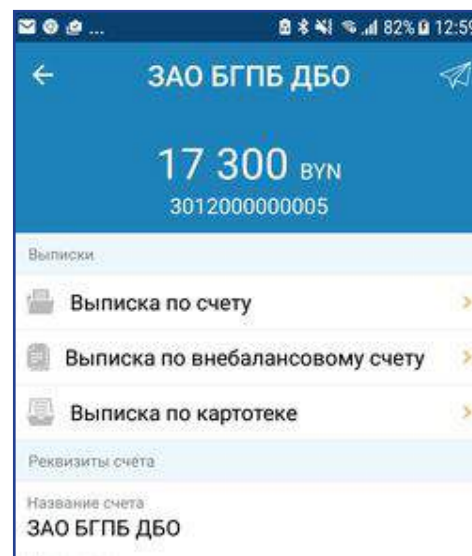 ... 82% 12:59
ЗАО БГПБ ДБО
17 300 BYN
3012000000005
Выписки
Выписка по счету
Выписка по внебалансовому счету
Выписка по картотеке
Реквизиты счета
Название счета
ЗАО БГПБ ДБО